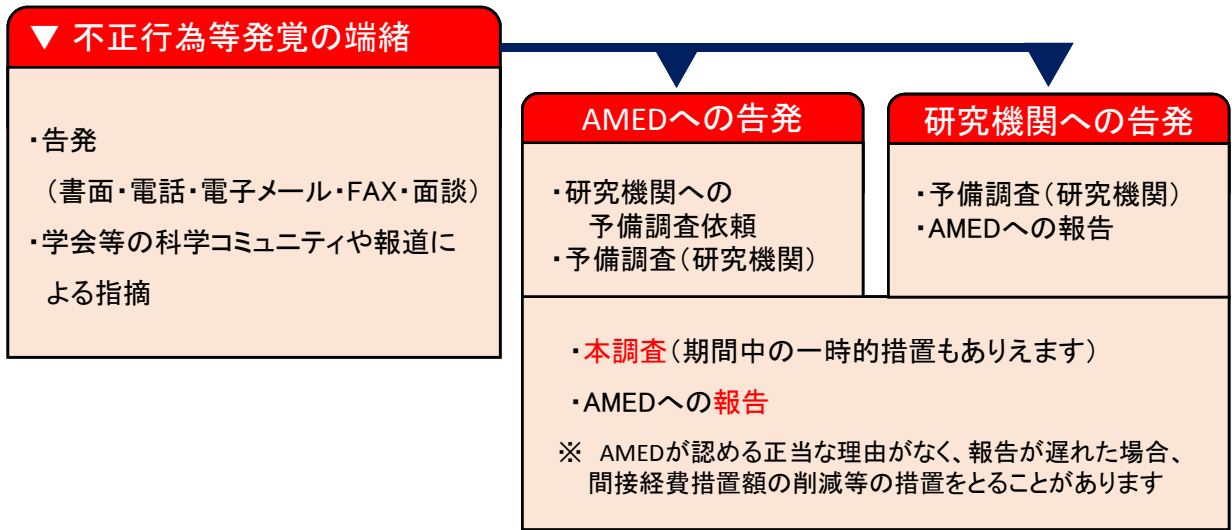 ▼ 不正行為等発覚の端緒
・告発
（書面・電話・電子メール・FAX・面談）
・学会等の科学コミュニティや報道に
よる指摘
AMEDへの告発
・研究機関への
予備調査依頼
・予備調査（研究機関）
研究機関への告発
・予備調査（研究機関）
・AMEDへの報告
・本調査（期間中の一時的措置もありえます）
・AMEDへの報告
※ AMEDが認める正当な理由がなく、報告が遅れた場合、
間接経費措置額の削減等の措置をとることがあります